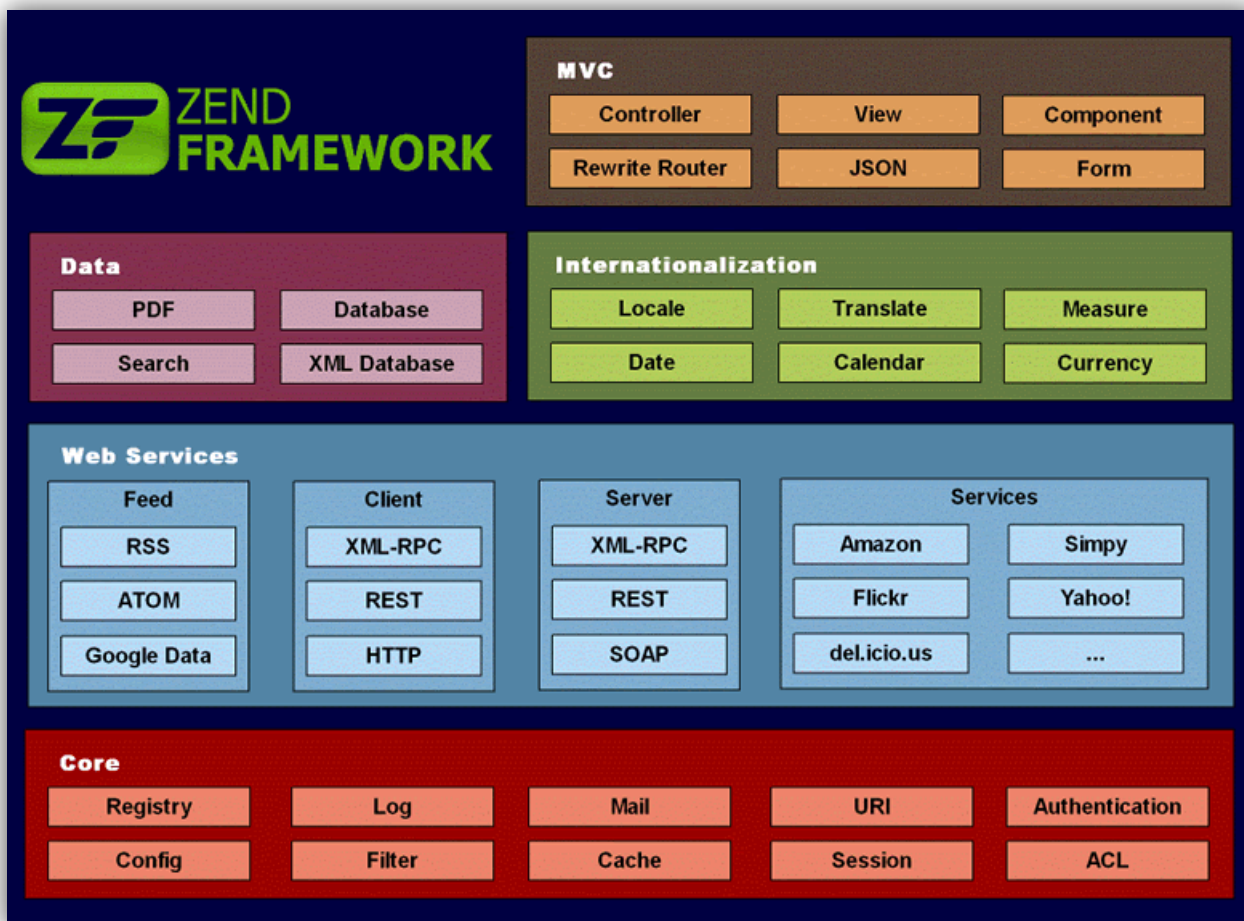 ZF ZEND
FRAMEWORK
MVC
Controller View Component
Rewrite Router JSON Form
Data
PDF Database
Search XML Database
Internationalization
Locale Translate Measure
Date Calendar Currency
Web Services
Feed
RSS
ATOM
Google Data
Client
XML-RPC
REST
HTTP
Server
XML-RPC
REST
SOAP
Services
Amazon Simpy
Flickr Yahoo!
del.icio.us ...
Core
Registry Log Mail URI Authentication
Config Filter Cache Session ACL